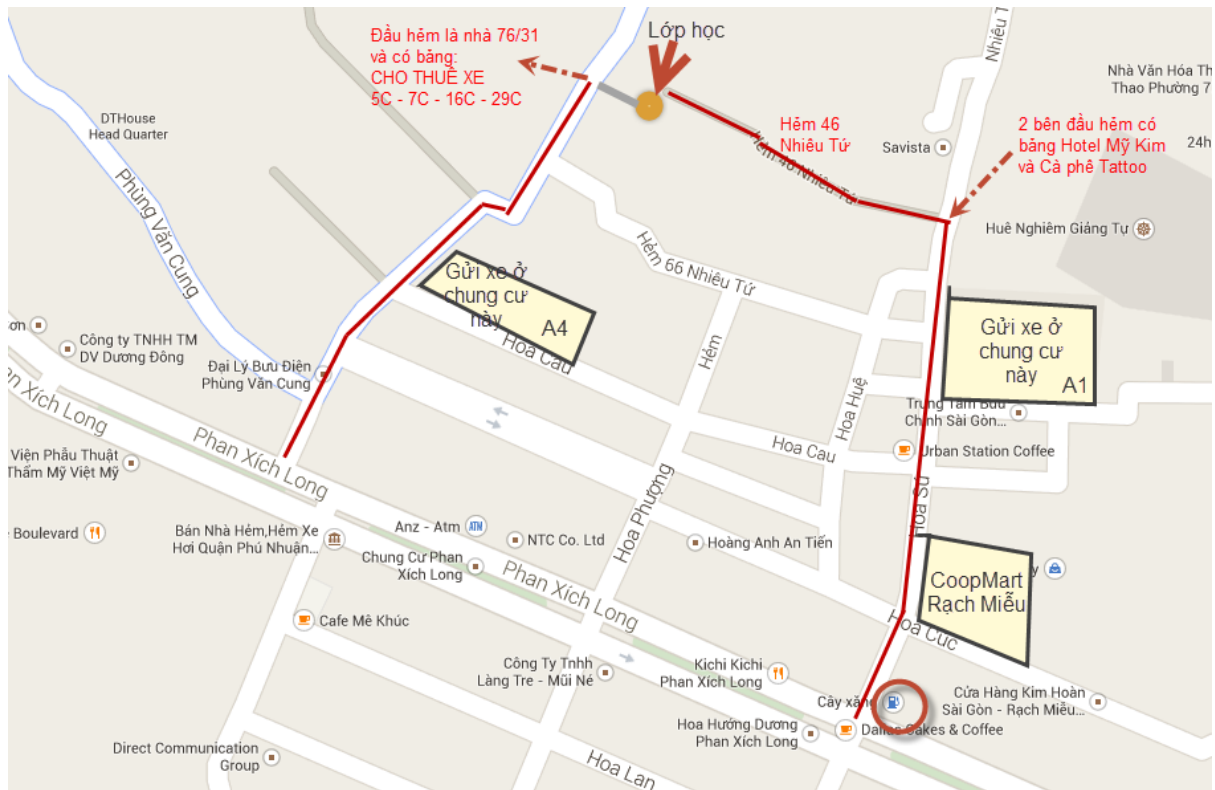 Đầu hẻm là nhà 76/31
và có bảng:
CHO THUÊ XE
5C - 7C - 16C - 29C
Lớp học
Nhiêu T
Nhà Văn Hóa Th
Thao Phường 7
DTHouse
Head Quarter
Hẻm 46
Nhiêu Tứ
Hẻm 46 Nhiêu Tứ
Savista
2 bên đầu hẻm có
bảng Hotel Mỹ Kim
và Cà phê Tattoo
24h
Phùng Văn Cung
Huê Nghiêm Giảng Tự
Hẻm 66 Nhiêu Tứ
Gửi xe ở
chung cư
này
A4
Gửi xe ở
chung cư
này
A1
ơn
Công ty TNHH TM
DV Dương Đông
Hoa Cau
Hẻm
Đại Lý Bưu Điện
Phùng Văn Cung
Hoa Huệ
Trung Tâm Bưu
Chính Sài Gòn...
Phan Xích Long
Phan Xích Long
Hoa Cau
Urban Station Coffee
Viện Phẫu Thuật
Thẩm Mỹ Việt Mỹ
Hoa Phượng
Hoa Sứ
e Boulevard
Bán Nhà Hẻm,Hẻm Xe
Hơi Quận Phú Nhuận...
Anz - Atm
ATM
NTC Co. Ltd
Hoàng Anh An Tiến
Chung Cư Phan
Xích Long
Phan Xích Long
y
CoopMart
Rạch Miễu
Hoa Cúc
Cafe Mê Khúc
Công Ty Tnhh
Làng Tre - Mũi Né
Kichi Kichi
Phan Xích Long
Cây xăng
Cửa Hàng Kim Hoàn
Sài Gòn - Rạch Miễu...
Hoa Hướng Dương
Phan Xích Long
Dallas Cakes & Coffee
Direct Communication
Group
Hoa Lan